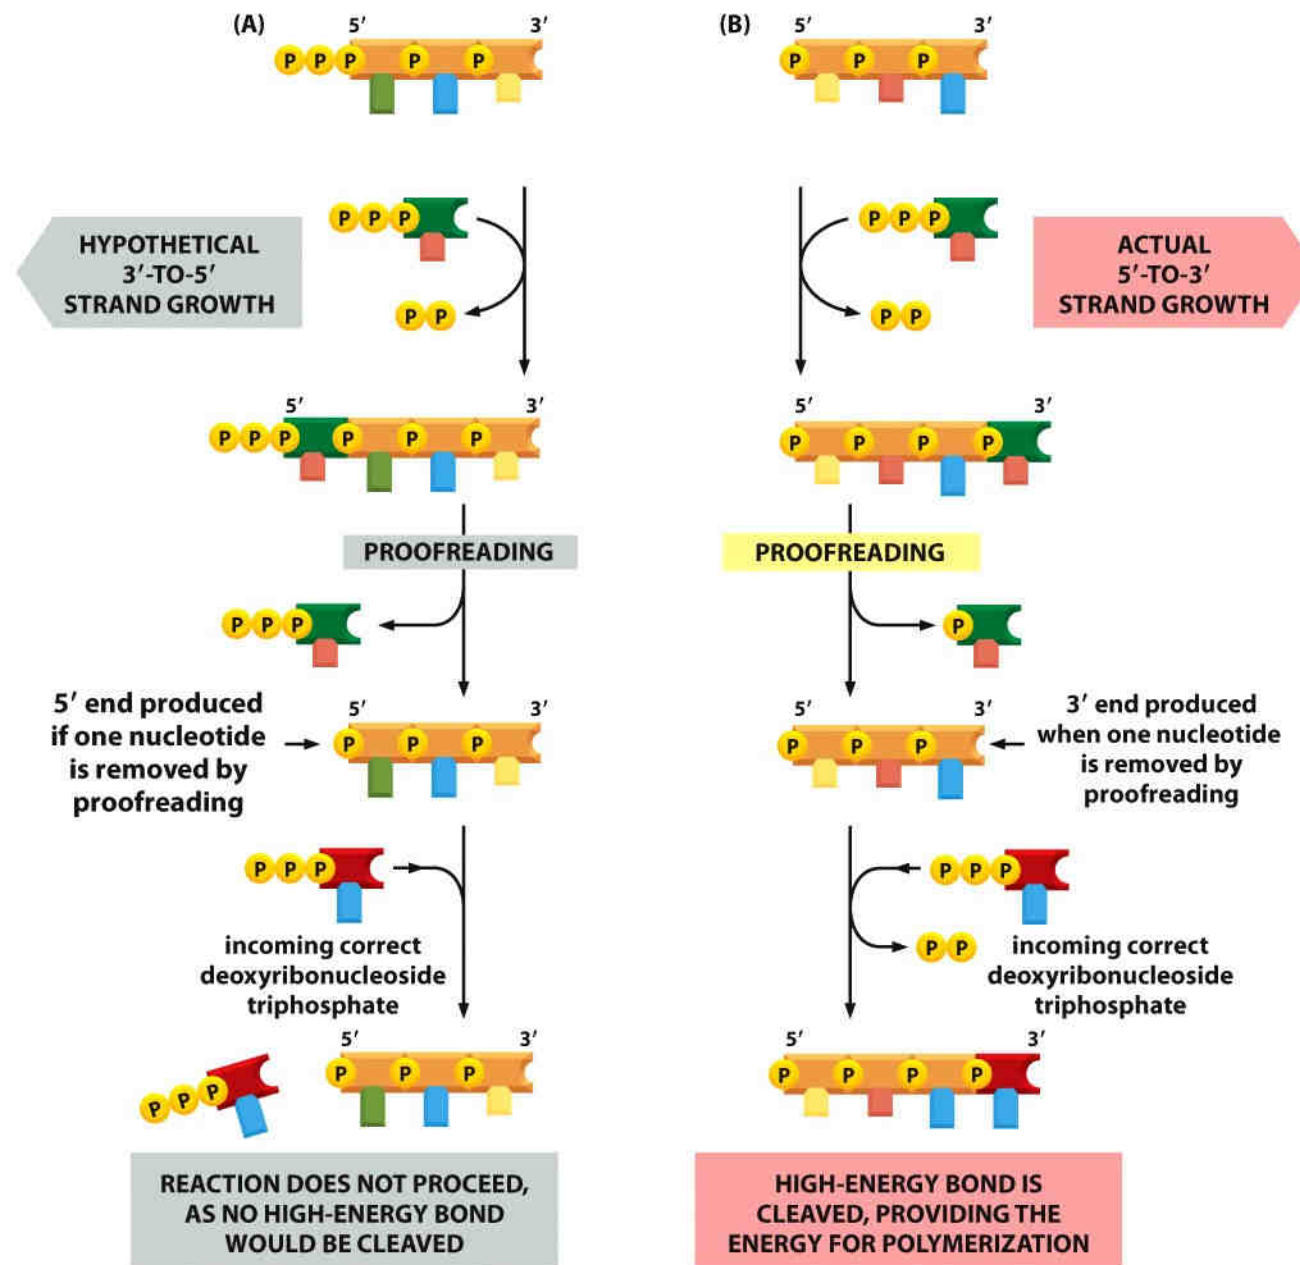 (A)
5′
3′
P P P P P
P P P
P P
HYPOTHETICAL
3′-TO-5′
STRAND GROWTH
5′
3′
P P P P P P
PROOFREADING
P P P
5′ end produced
if one nucleotide
is removed by
proofreading
5′
3′
P P P
P P P
incoming correct
deoxyribonucleoside
triphosphate
5′
3′
P P P
P P P
REACTION DOES NOT PROCEED,
AS NO HIGH-ENERGY BOND
WOULD BE CLEAVED
(B)
5′
3′
P P P
P P P
P P
ACTUAL
5′-TO-3′
STRAND GROWTH
5′
3′
P P P P
PROOFREADING
P
5′
3′
P P P
3′ end produced
when one nucleotide
is removed by
proofreading
P P P
P P
incoming correct
deoxyribonucleoside
triphosphate
5′
3′
P P P P
HIGH-ENERGY BOND IS
CLEAVED, PROVIDING THE
ENERGY FOR POLYMERIZATION